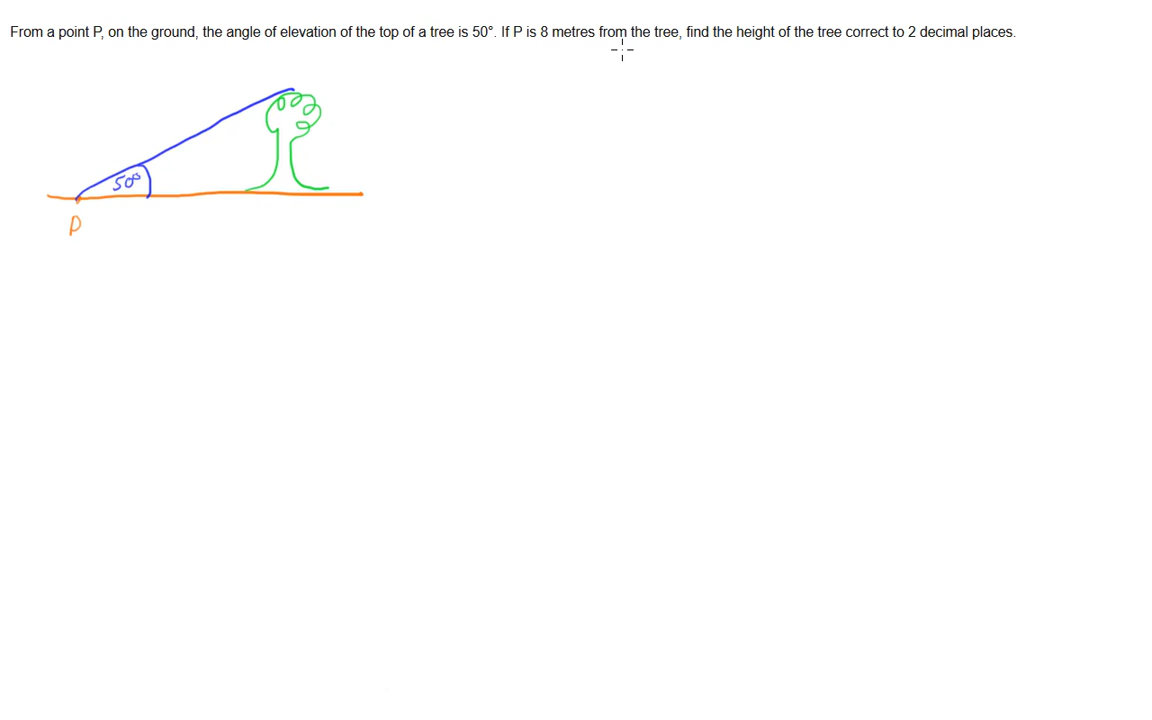 From a point P, on the ground, the angle of elevation of the top of a tree is 50°. If P is 8 metres from the tree, find the height of the tree correct to 2 decimal places.
50°
P